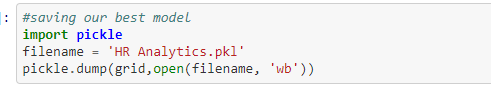 ]: #saving our best model
import pickle
filename = 'HR Analytics.pkl'
pickle.dump(grid,open(filename, 'wb'))